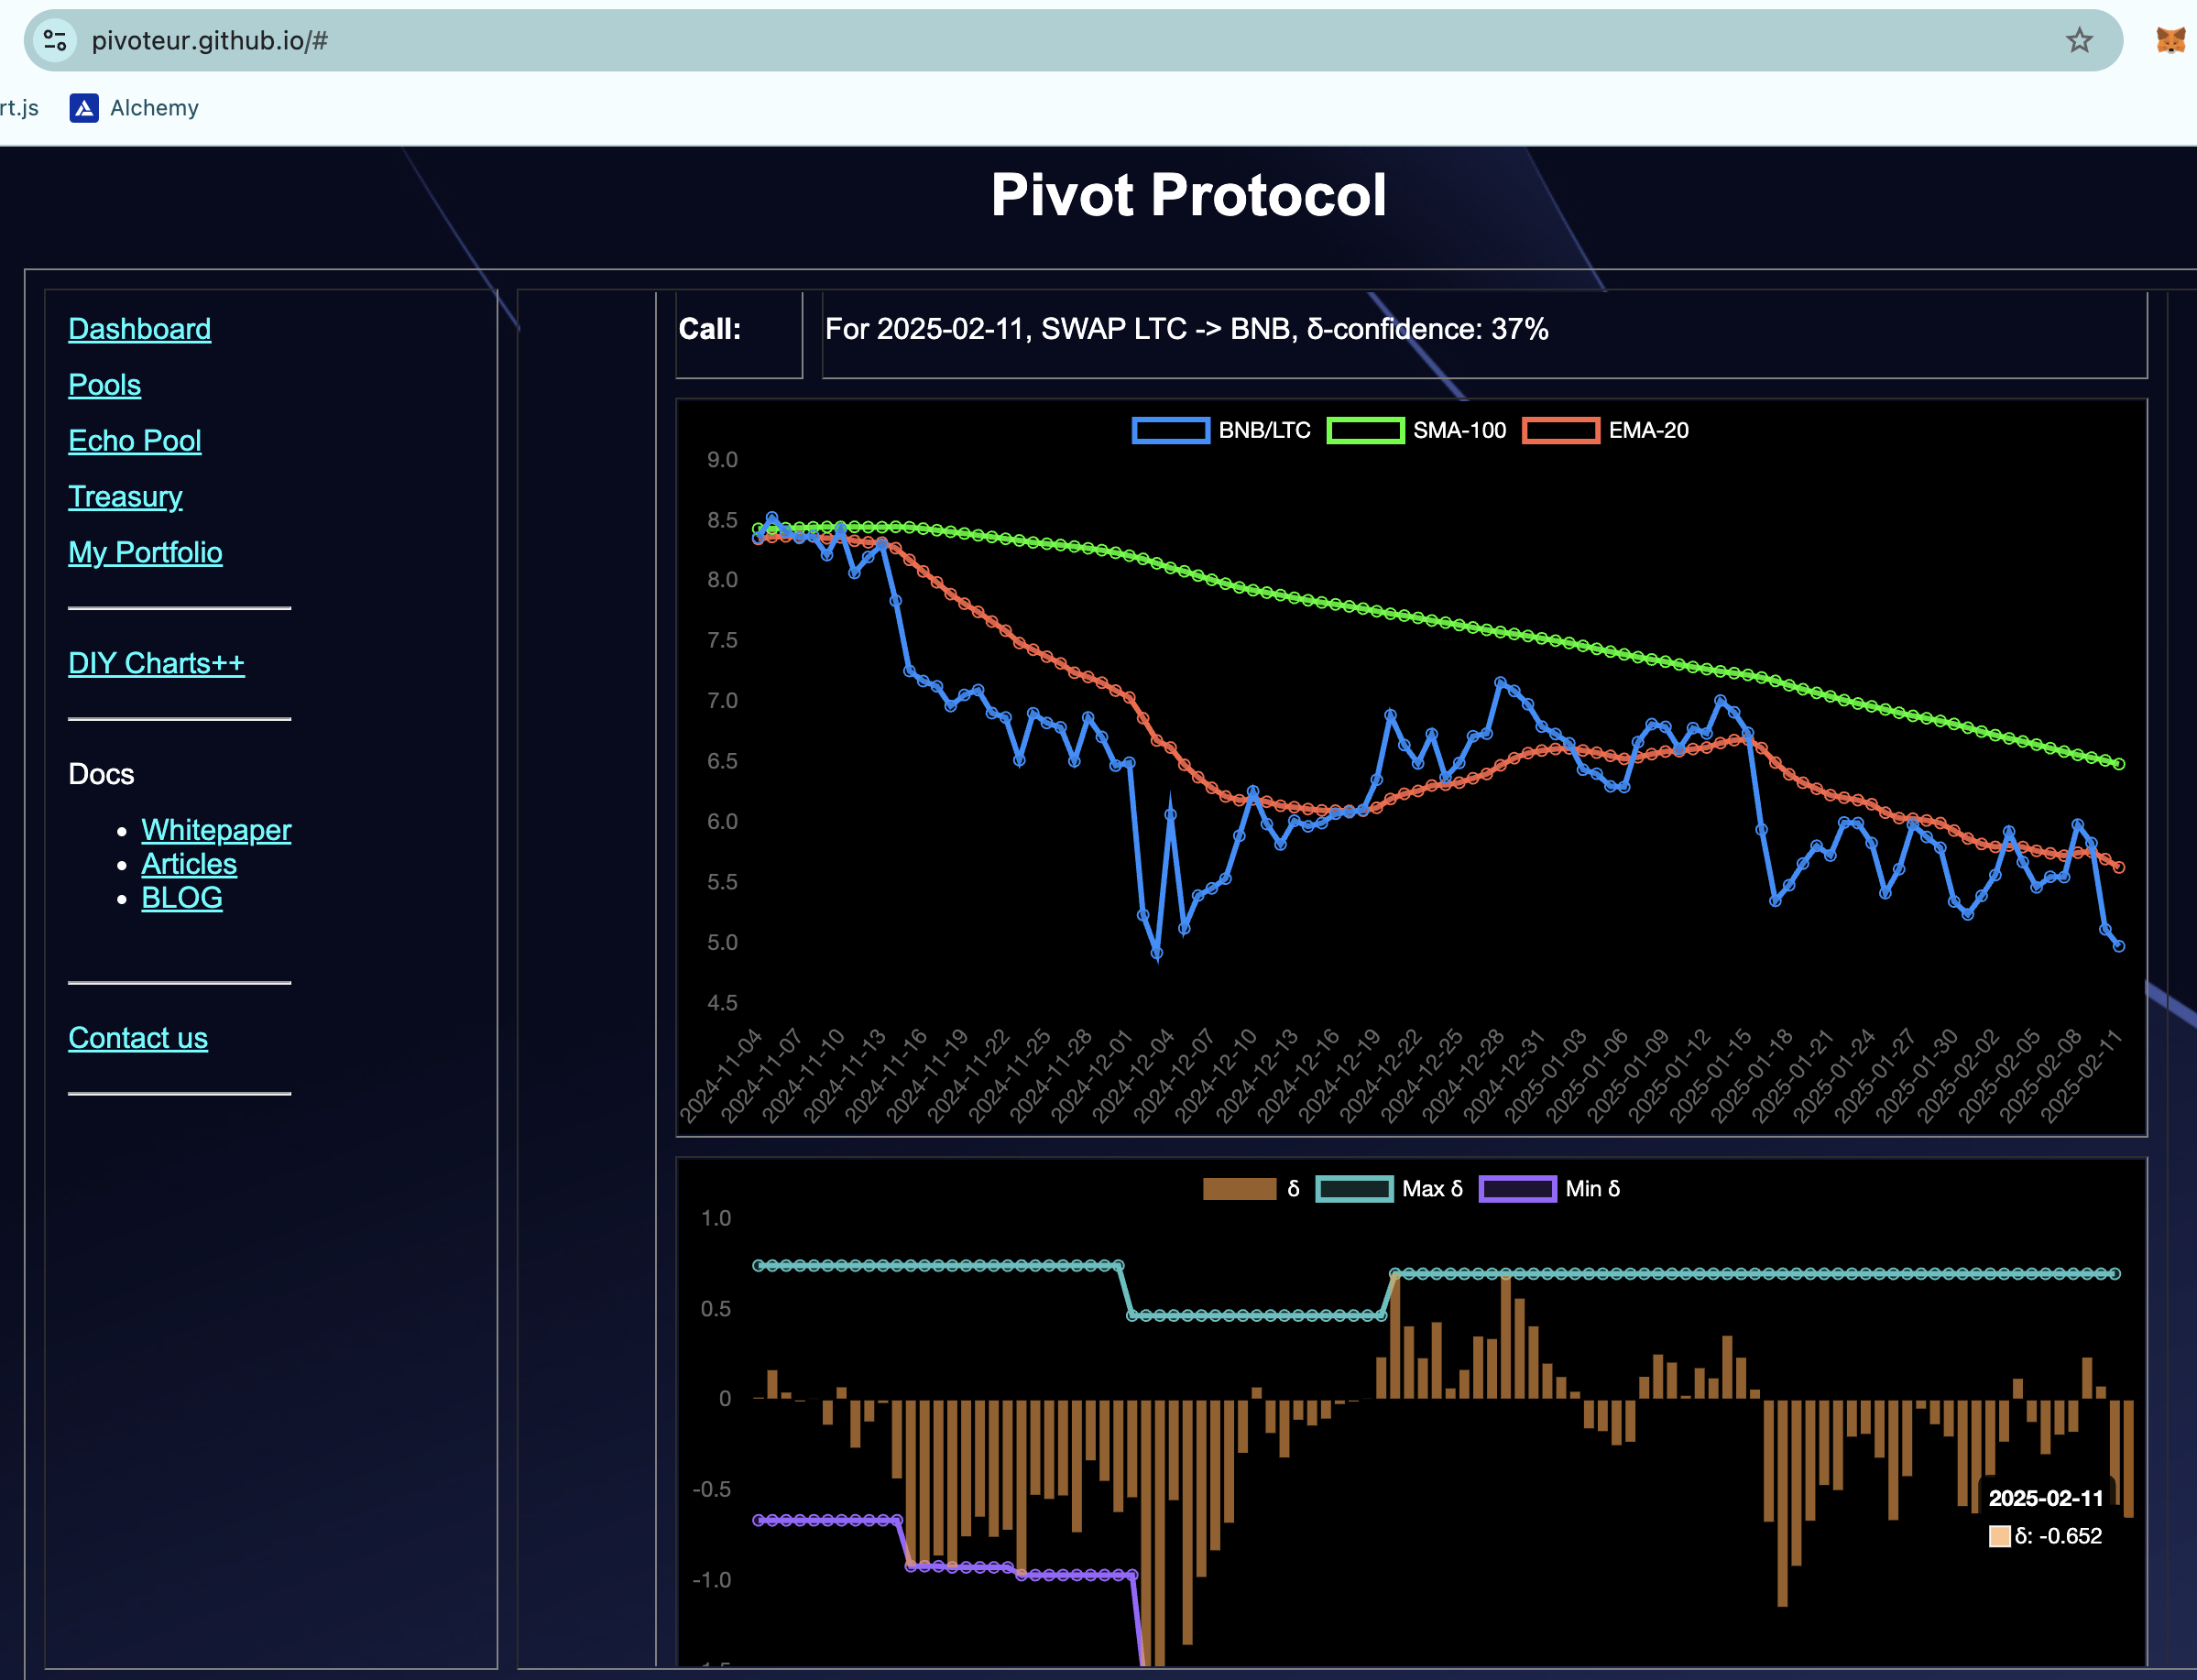 pivoteur.github.io/#
rt.js
Alchemy
Pivot Protocol
Dashboard
Pools
Echo Pool
Treasury
My Portfolio
DIY Charts++
Docs
Whitepaper
Articles
BLOG
Contact us
Call:
For 2025-02-11, SWAP LTC -> BNB, δ-confidence: 37%
BNB/LTC
SMA-100
EMA-20
9.0
8.5
8.0
7.5
7.0
6.5
6.0
5.5
5.0
4.5
2024-11-04
2024-11-07
2024-11-10
2024-11-13
2024-11-16
2024-11-19
2024-11-22
2024-11-25
2024-11-28
2024-12-01
2024-12-04
2024-12-07
2024-12-10
2024-12-13
2024-12-16
2024-12-19
2024-12-22
2024-12-25
2024-12-28
2024-12-31
2025-01-03
2025-01-06
2025-01-09
2025-01-12
2025-01-15
2025-01-18
2025-01-21
2025-01-24
2025-01-27
2025-01-30
2025-02-02
2025-02-05
2025-02-08
2025-02-11
δ
Max δ
Min δ
1.0
0.5
0
-0.5
-1.0
2025-02-11
δ: -0.652